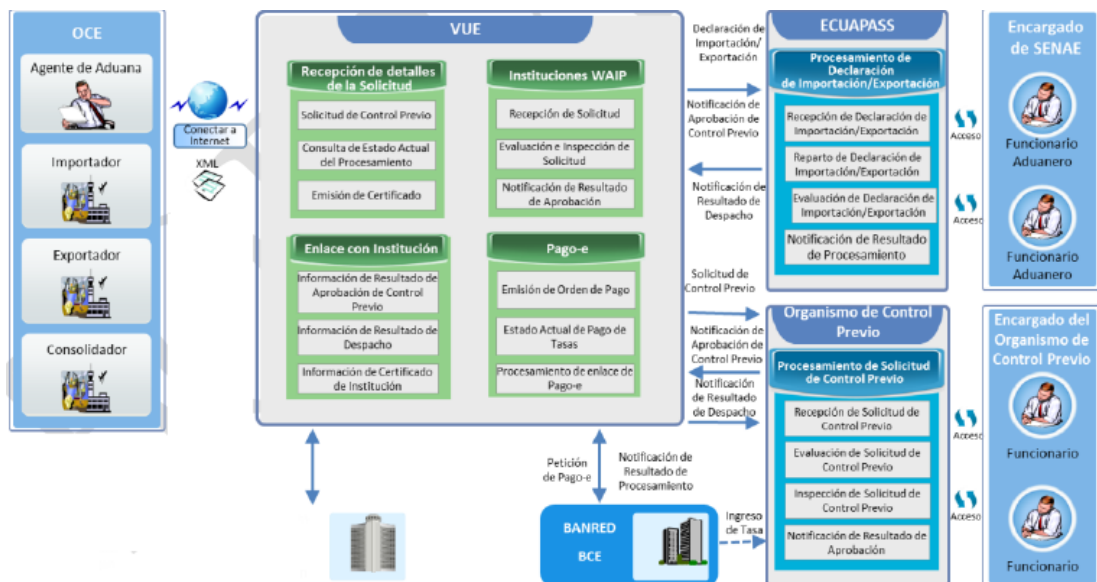 OCE
Agente de Aduana
Importador
Exportador
Consolidador
Conectar a
Internet
XML
VUE
Recepción de detalles
de la Solicitud
Solicitud de Control Previo
Consulta de Estado Actual
del Procesamiento
Emisión de Certificado
Instituciones WAIP
Recepción de Solicitud
Evaluación e Inspección de
Solicitud
Notificación de Resultado
de Aprobación
Enlace con Institución
Información de Resultado de
Aprobación de Control
Previo
Información de Resultado de
Despacho
Información de Certificado
de Institución
Pago-e
Emisión de Orden de Pago
Estado Actual de Pago de
Tasas
Procesamiento de enlace de
Pago-e
Declaración de
Importación/
Exportación
Notificación de
Aprobación de
Control Previo
Notificación de
Resultado de
Despacho
Solicitud de
Control Previo
Notificación de
Aprobación de
Control Previo
Notificación
de Resultado
de Despacho
Petición
de Pago-e
Notificación de
Resultado de
Procesamiento
BANRED
BCE
Ingreso
de Tasa
ECUAPASS
Procesamiento de
Declaración
de Importación/Exportación
Recepción de Declaración de
Importación/Exportación
Reparto de Declaración de
Importación/Exportación
Evaluación de Declaración de
Importación/Exportación
Notificación de Resultado
de Procesamiento
Acceso
Acceso
Encargado
de SENAE
Funcionario
Aduanero
Funcionario
Aduanero
Organismo de Control
Previo
Procesamiento de Solicitud
de Control Previo
Recepción de Solicitud de
Control Previo
Evaluación de Solicitud de
Control Previo
Inspección de Solicitud de
Control Previo
Notificación de Resultado de
Aprobación
Acceso
Acceso
Encargado del
Organismo de
Control Previo
Funcionario
Funcionario